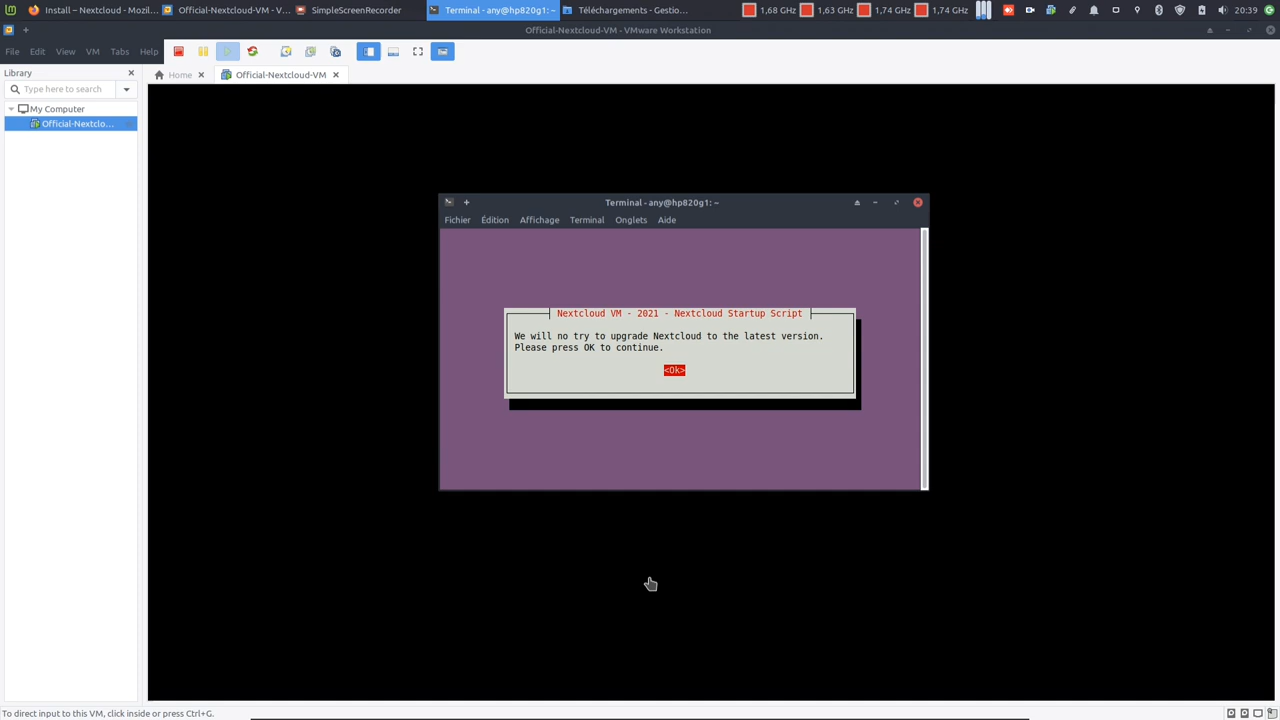 Install – Nextcloud - Mozil...
Official-Nextcloud-VM - V...
SimpleScreenRecorder
Terminal - any@hp820g1: ~
Téléchargements - Gestio...
1,68 GHz
1,63 GHz
1,74 GHz
1,74 GHz
20:39
Official-Nextcloud-VM - VMware Workstation
File Edit View VM Tabs Help
Library
Home
Official-Nextcloud-VM
Type here to search
My Computer
Official-Nextclo...
Terminal - any@hp820g1: ~
Fichier Édition Affichage Terminal Onglets Aide
Nextcloud VM - 2021 - Nextcloud Startup Script
We will no try to upgrade Nextcloud to the latest version.
Please press OK to continue.
<Ok>
To direct input to this VM, click inside or press Ctrl+G.